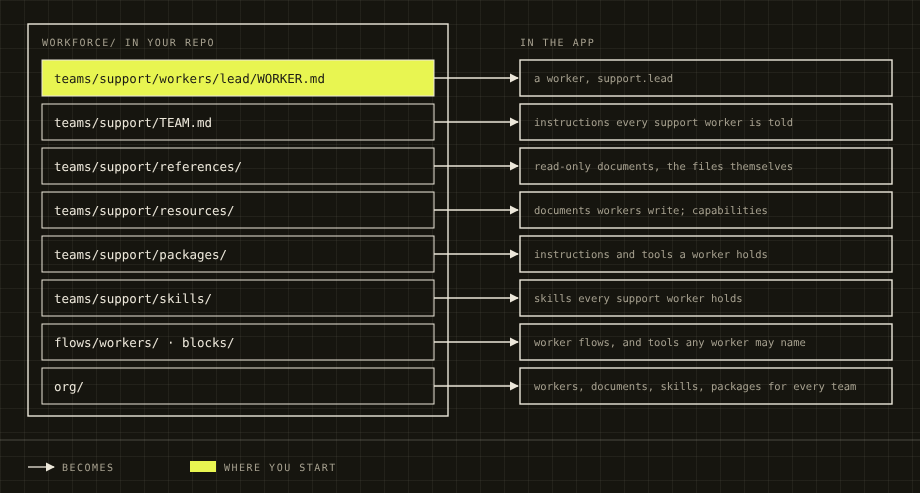 WORKFORCE/ IN YOUR REPO
IN THE APP
teams/support/workers/lead/WORKER.md
a worker, support.lead
teams/support/TEAM.md
instructions every support worker is told
teams/support/references/
read-only documents, the files themselves
teams/support/resources/
documents workers write; capabilities
teams/support/packages/
instructions and tools a worker holds
teams/support/skills/
skills every support worker holds
flows/workers/ · blocks/
worker flows, and tools any worker may name
org/
workers, documents, skills, packages for every team
BECOMES
WHERE YOU START